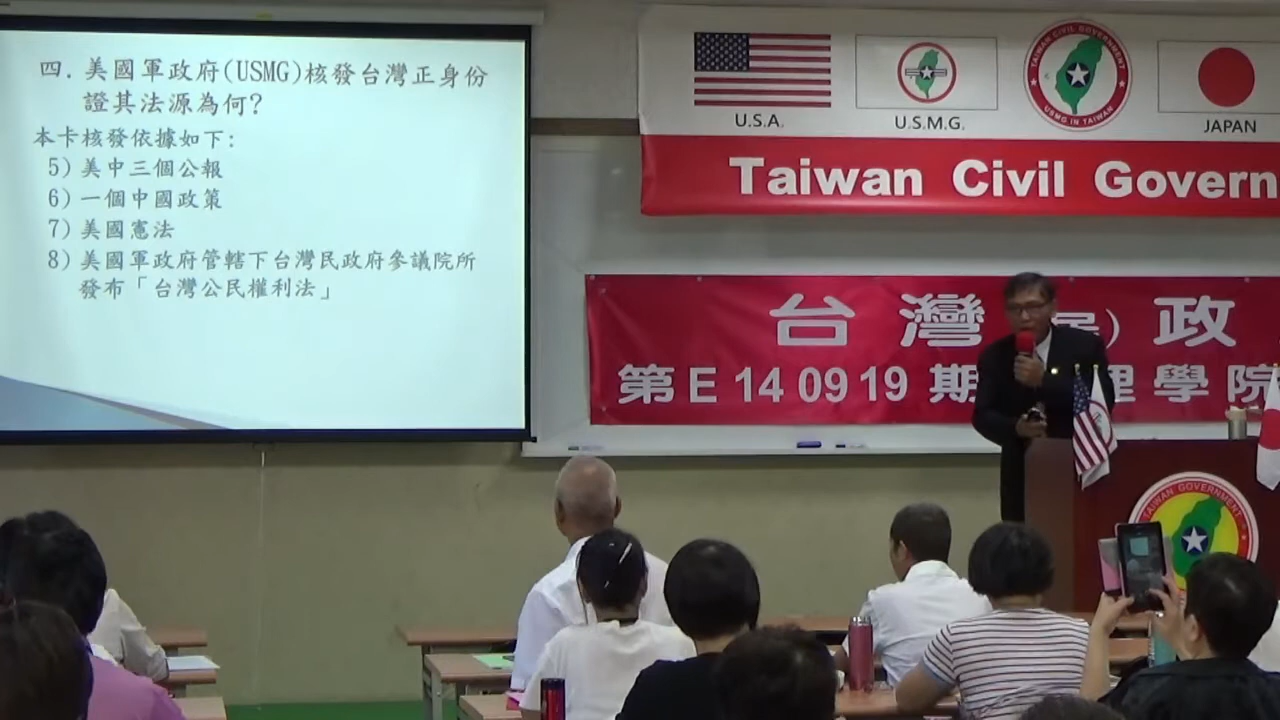 四. 美國軍政府(USMG)核發台灣正身份
證其法源為何?
本卡核發依據如下:
5) 美中三個公報
6) 一個中國政策
7) 美國憲法
8) 美國軍政府管轄下台灣民政府參議院所
發布「台灣公民權利法」
U.S.A.
U.S.M.G.
TAIWAN CIVIL GOVERNMENT
USMG IN TAIWAN
JAPAN
Taiwan Civil Govern
台灣 民) 政
第E 14 09 19 期 理學院
TAIWAN GOVERNMENT